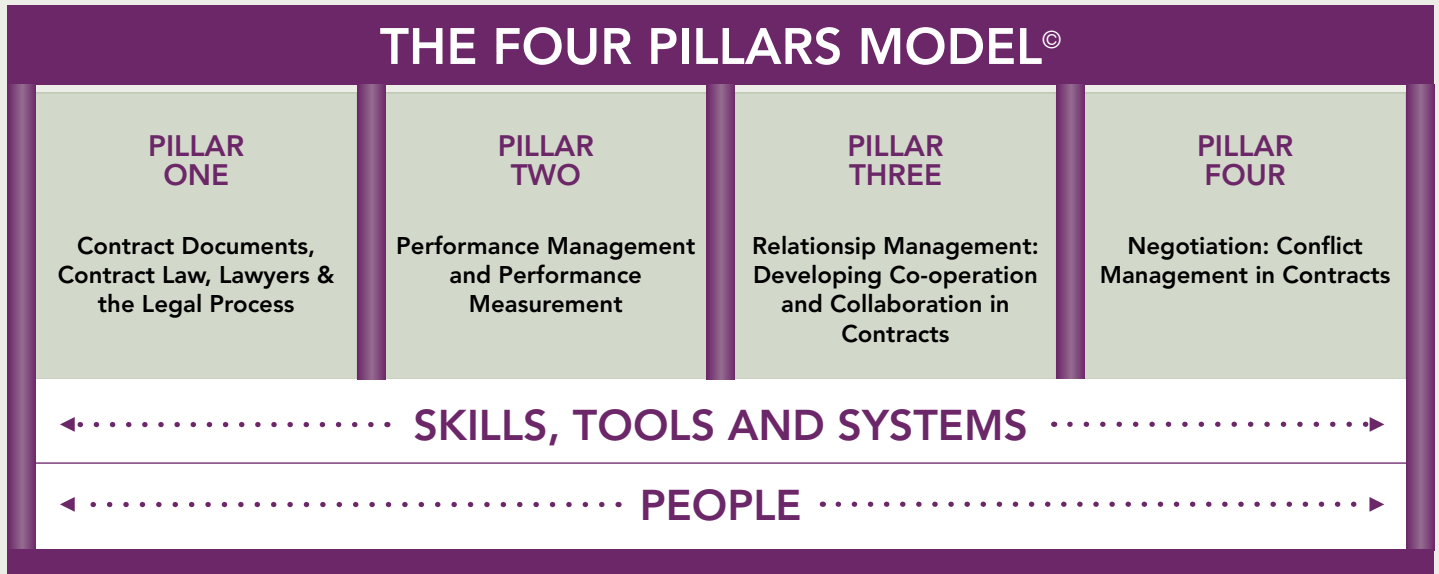 THE FOUR PILLARS MODEL©
PILLAR
ONE
Contract Documents,
Contract Law, Lawyers &
the Legal Process
PILLAR
TWO
Performance Management
and Performance
Measurement
PILLAR
THREE
Relationsip Management:
Developing Co-operation
and Collaboration in
Contracts
PILLAR
FOUR
Negotiation: Conflict
Management in Contracts
SKILLS, TOOLS AND SYSTEMS
PEOPLE